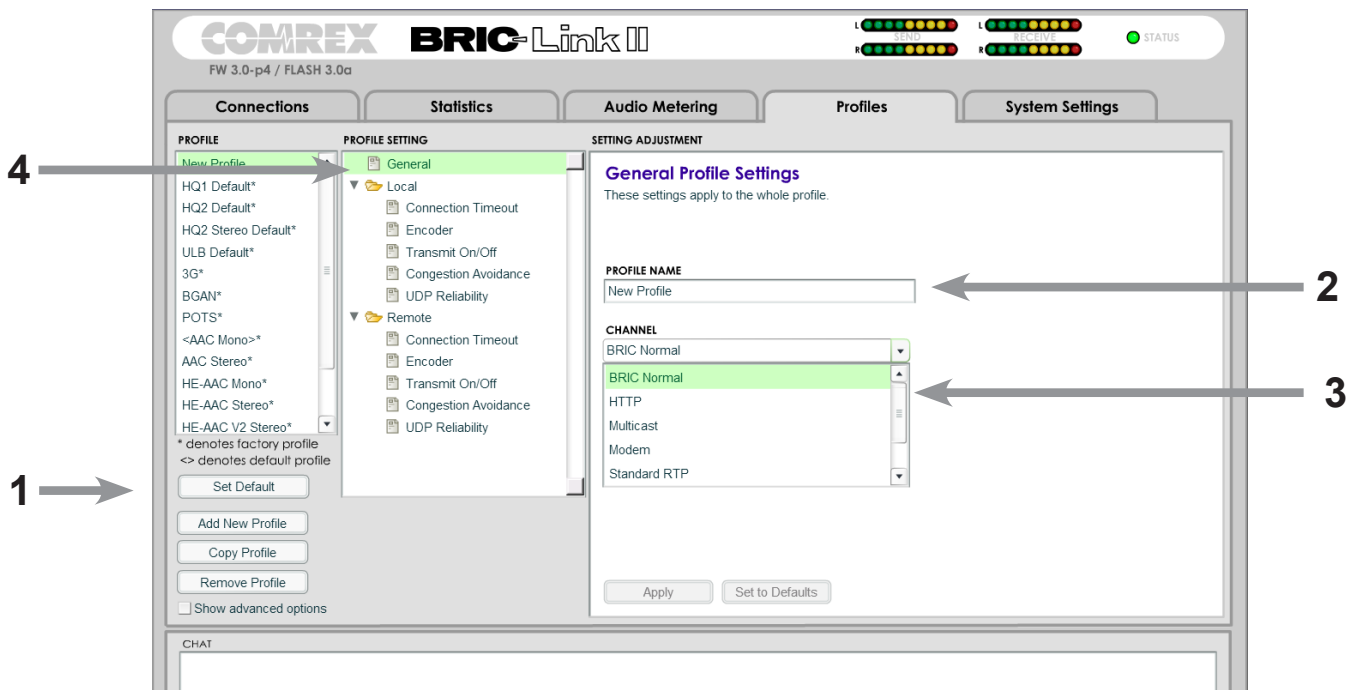 COMREX BRIC-Link II
L
SEND
R
L
RECEIVE
R
STATUS
FW 3.0-p4 / FLASH 3.0a
Connections
Statistics
Audio Metering
Profiles
System Settings
PROFILE
New Profile
HQ1 Default*
HQ2 Default*
HQ2 Stereo Default*
ULB Default*
3G*
BGAN*
POTS*
<AAC Mono>*
AAC Stereo*
HE-AAC Mono*
HE-AAC Stereo*
HE-AAC V2 Stereo*
* denotes factory profile
<> denotes default profile
Set Default
Add New Profile
Copy Profile
Remove Profile
Show advanced options
PROFILE SETTING
General
Local
Connection Timeout
Encoder
Transmit On/Off
Congestion Avoidance
UDP Reliability
Remote
Connection Timeout
Encoder
Transmit On/Off
Congestion Avoidance
UDP Reliability
SETTING ADJUSTMENT
General Profile Settings
These settings apply to the whole profile.
PROFILE NAME
New Profile
CHANNEL
BRIC Normal
BRIC Normal
HTTP
Multicast
Modem
Standard RTP
Apply
Set to Defaults
CHAT
4
1
2
3